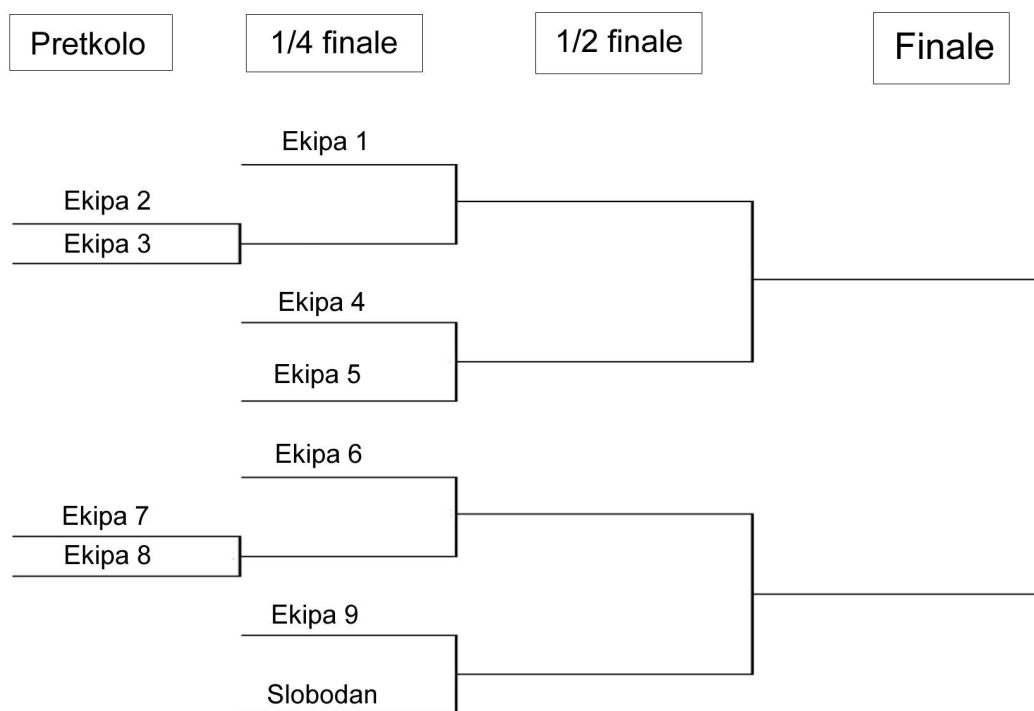 Pretkolo
1/4 finale
1/2 finale
Finale
Ekipa 1
Ekipa 2
Ekipa 3
Ekipa 4
Ekipa 5
Ekipa 6
Ekipa 7
Ekipa 8
Ekipa 9
Slobodan